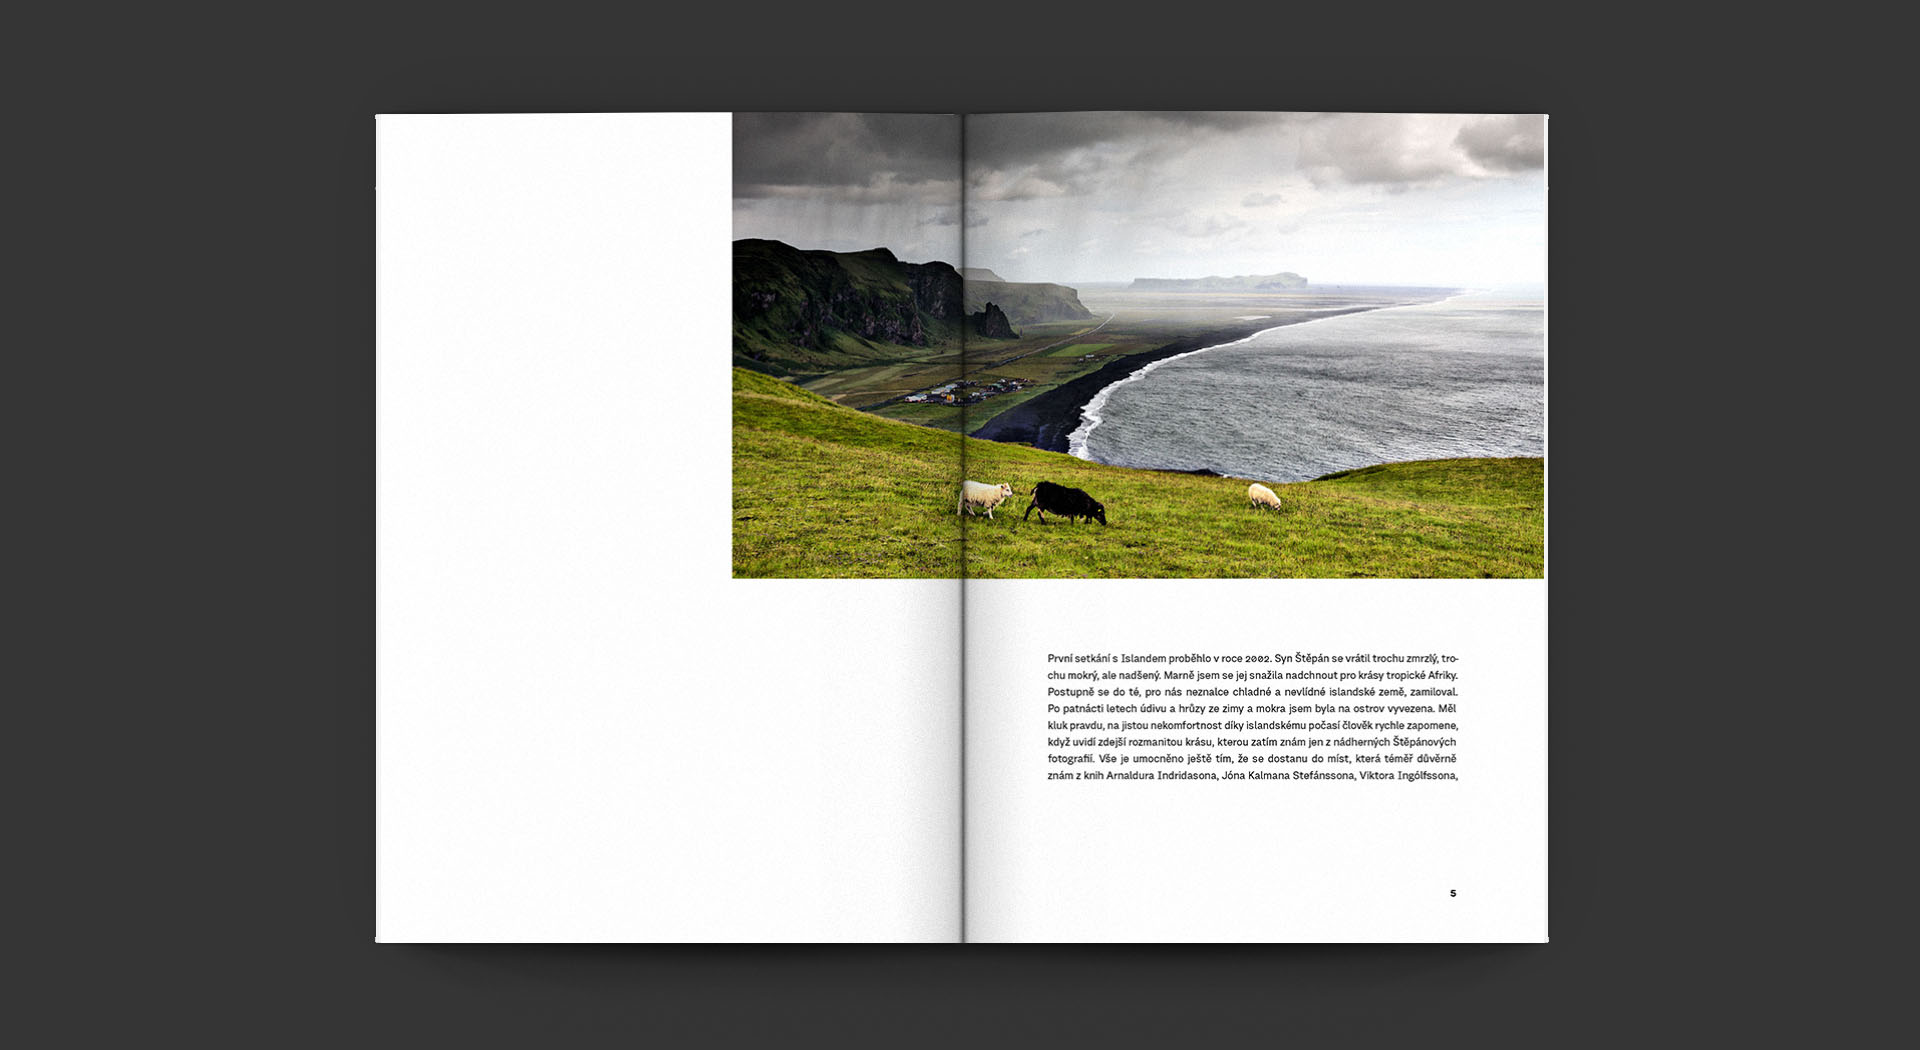 První setkání s Islandem proběhlo v roce 2002. Syn Štěpán se vrátil trochu zmrzlý, tro-
chu mokrý, ale nadšený. Marně jsem se jej snažila nadchnout pro krásy tropické Afriky.
Postupně se do té, pro nás neznalce chladné a nevlídné islandské země, zamiloval.
Po patnácti letech údivu a hrůzy ze zimy a mokra jsem byla na ostrov vyvezena. Měl
kluk pravdu, na jistou nekomfortnost díky islandskému počasí člověk rychle zapomene,
když uvidí zdejší rozmanitou krásu, kterou zatím znám jen z nádherných Štěpánových
fotografií. Vše je umocněno ještě tím, že se dostanu do míst, která téměř důvěrně
znám z knih Arnaldura Indridasona, Jóna Kalmana Stefánssona, Viktora Ingólfssona,
5